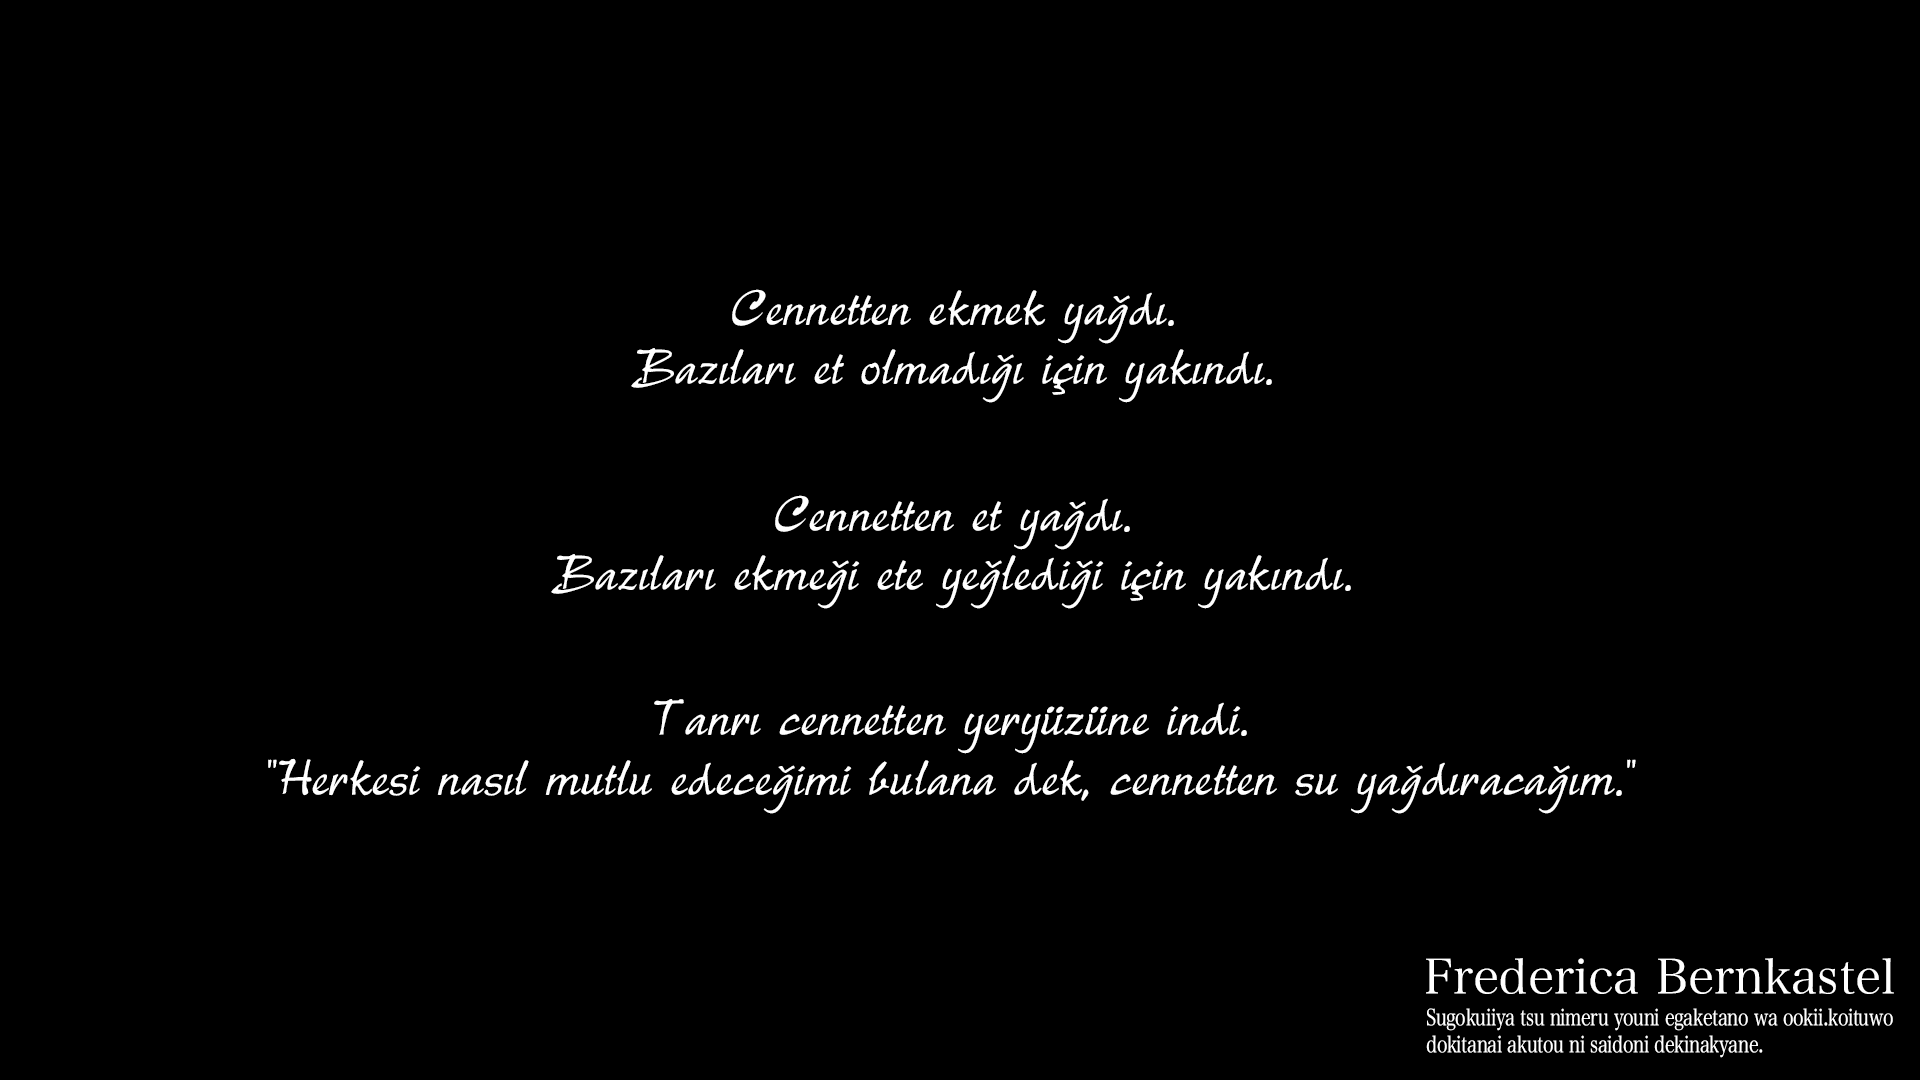 Cennetten ekmek yağdı.
Bazıları et olmadığı için yakındı.
Cennetten et yağdı.
Bazıları ekmeği ete yeğlediği için yakındı.
Tanrı cennetten yeryüzüne indi.
"Herkesi nasıl mutlu edeceğimi bulana dek, cennetten su yağdıracağım."
Frederica Bernkastel
Sugokuiiya tsu nimeru youni egaketano wa ookii.koituwo
dokitanai akutou ni saidoni dekinakyane.